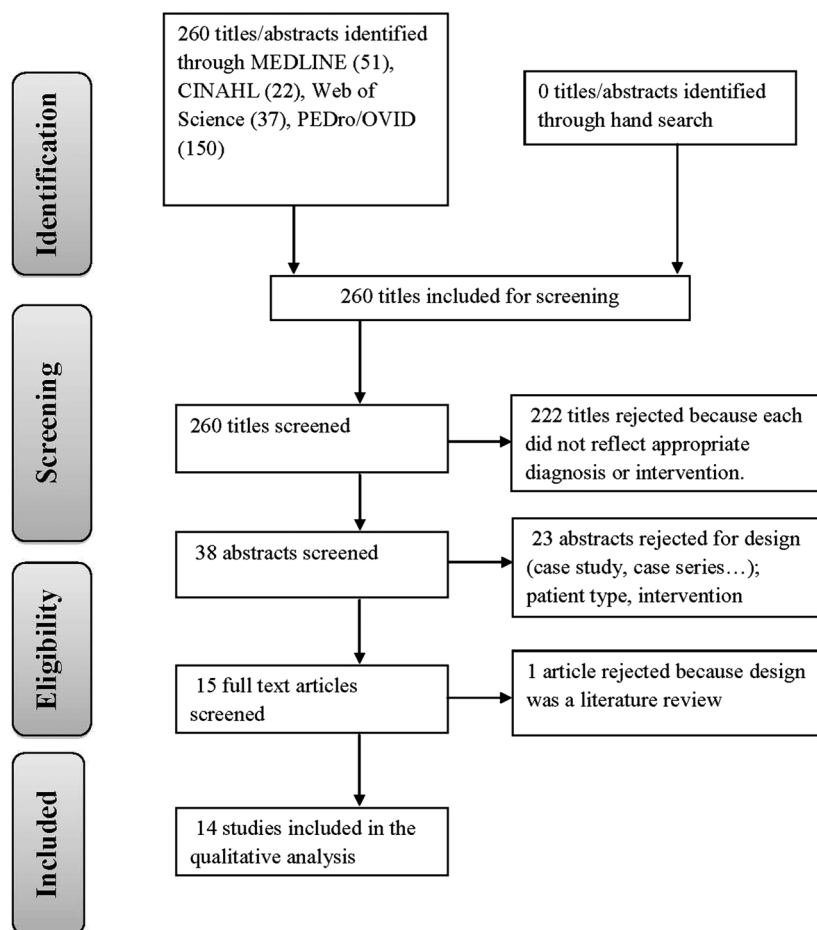 Identification
260 titles/abstracts identified
through MEDLINE (51),
CINAHL (22), Web of
Science (37), PEDro/OVID
(150)
0 titles/abstracts identified
through hand search
260 titles included for screening
Screening
260 titles screened
222 titles rejected because each
did not reflect appropriate
diagnosis or intervention.
38 abstracts screened
23 abstracts rejected for design
(case study, case series…);
patient type, intervention
Eligibility
15 full text articles
screened
1 article rejected because design
was a literature review
Included
14 studies included in the
qualitative analysis